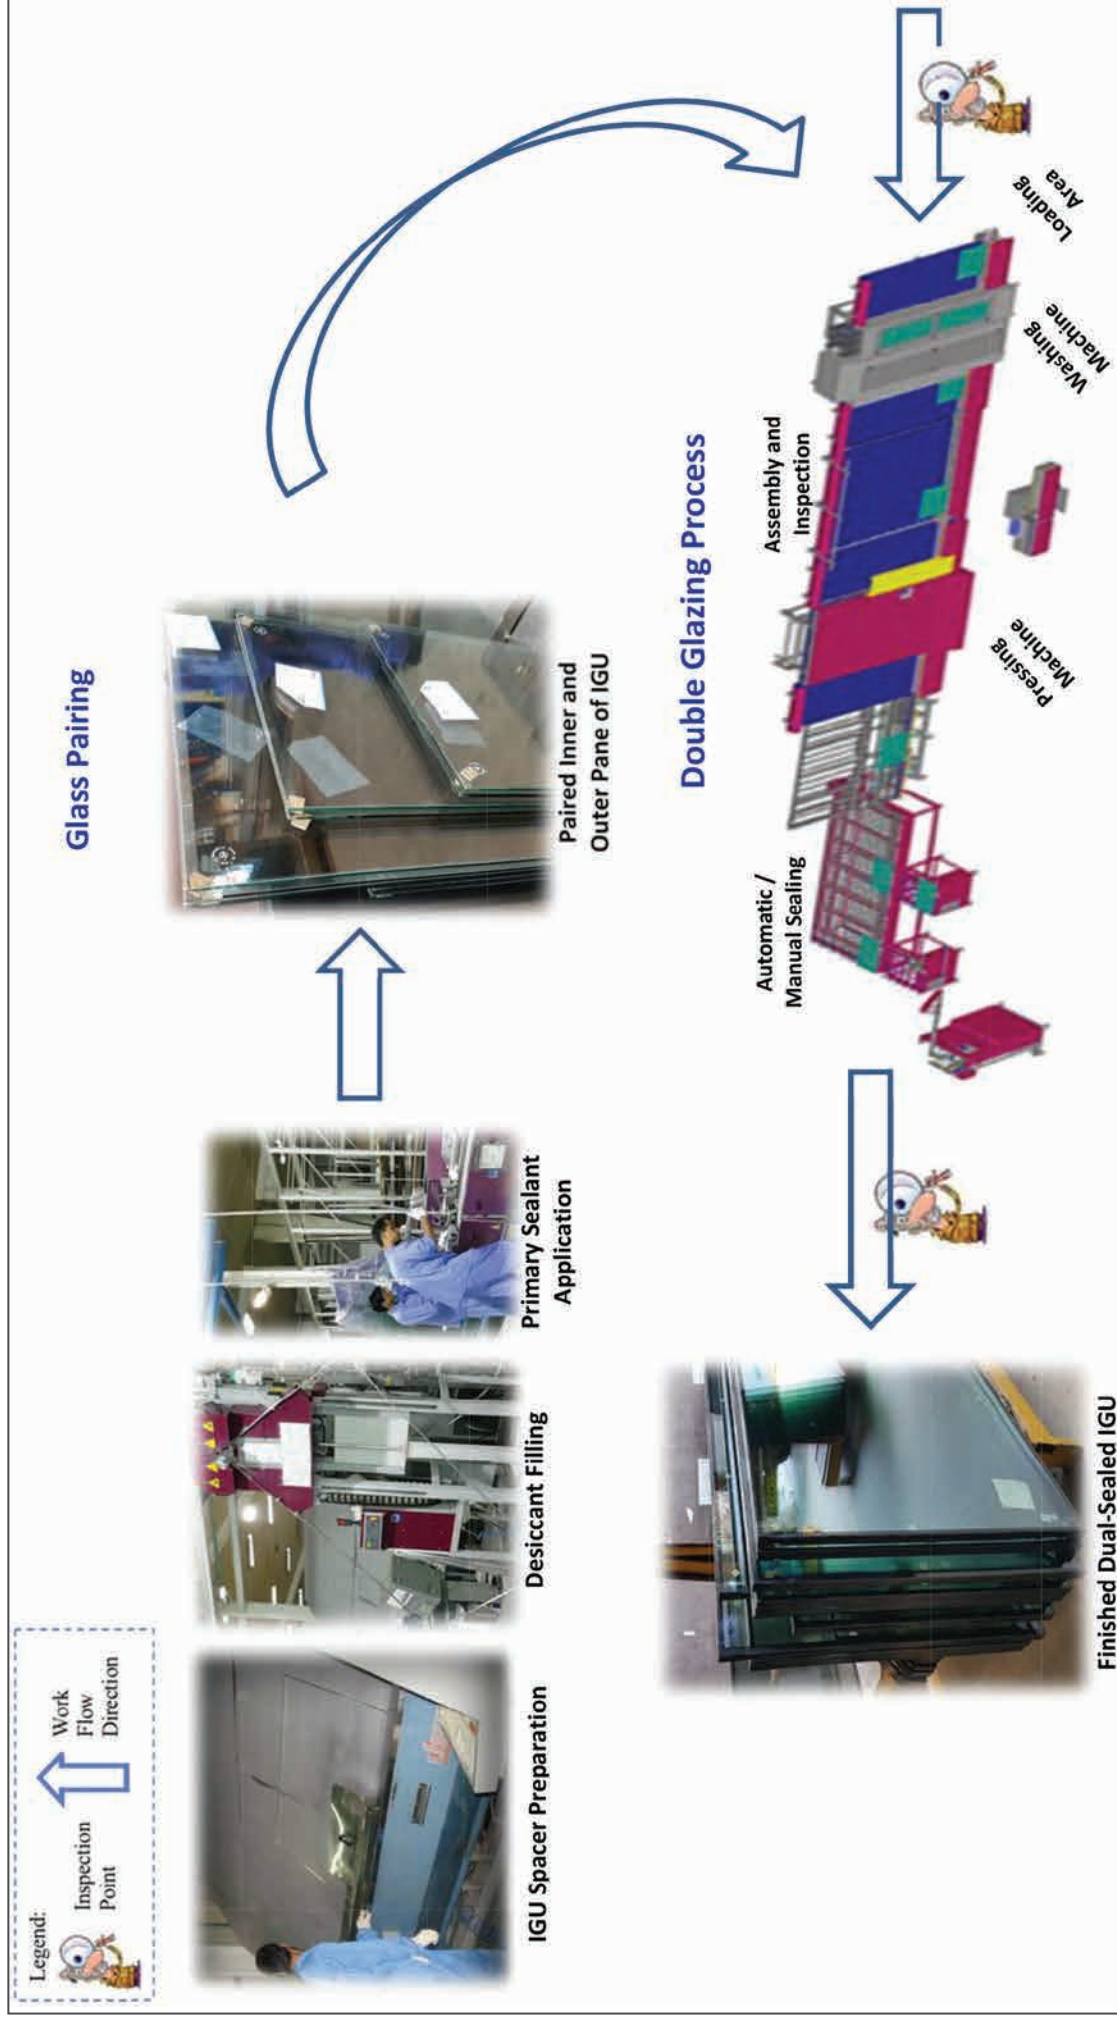 Legend:
Inspection
Point
Work
Flow
Direction
IGU Spacer Preparation
Desiccant Filling
Primary Sealant
Application
Glass Pairing
Paired Inner and
Outer Pane of IGU
Double Glazing Process
Finished Dual-Sealed IGU
Automatic /
Manual Sealing
Pressing
Machine
Assembly and
Inspection
Washing
Machine
Loading
Area